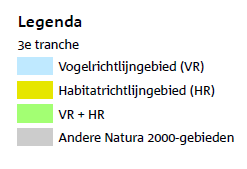 Legenda
3e tranche
Vogelrichtlijngebied (VR)
Habitatrichtlijngebied (HR)
VR + HR
Andere Natura 2000-gebieden